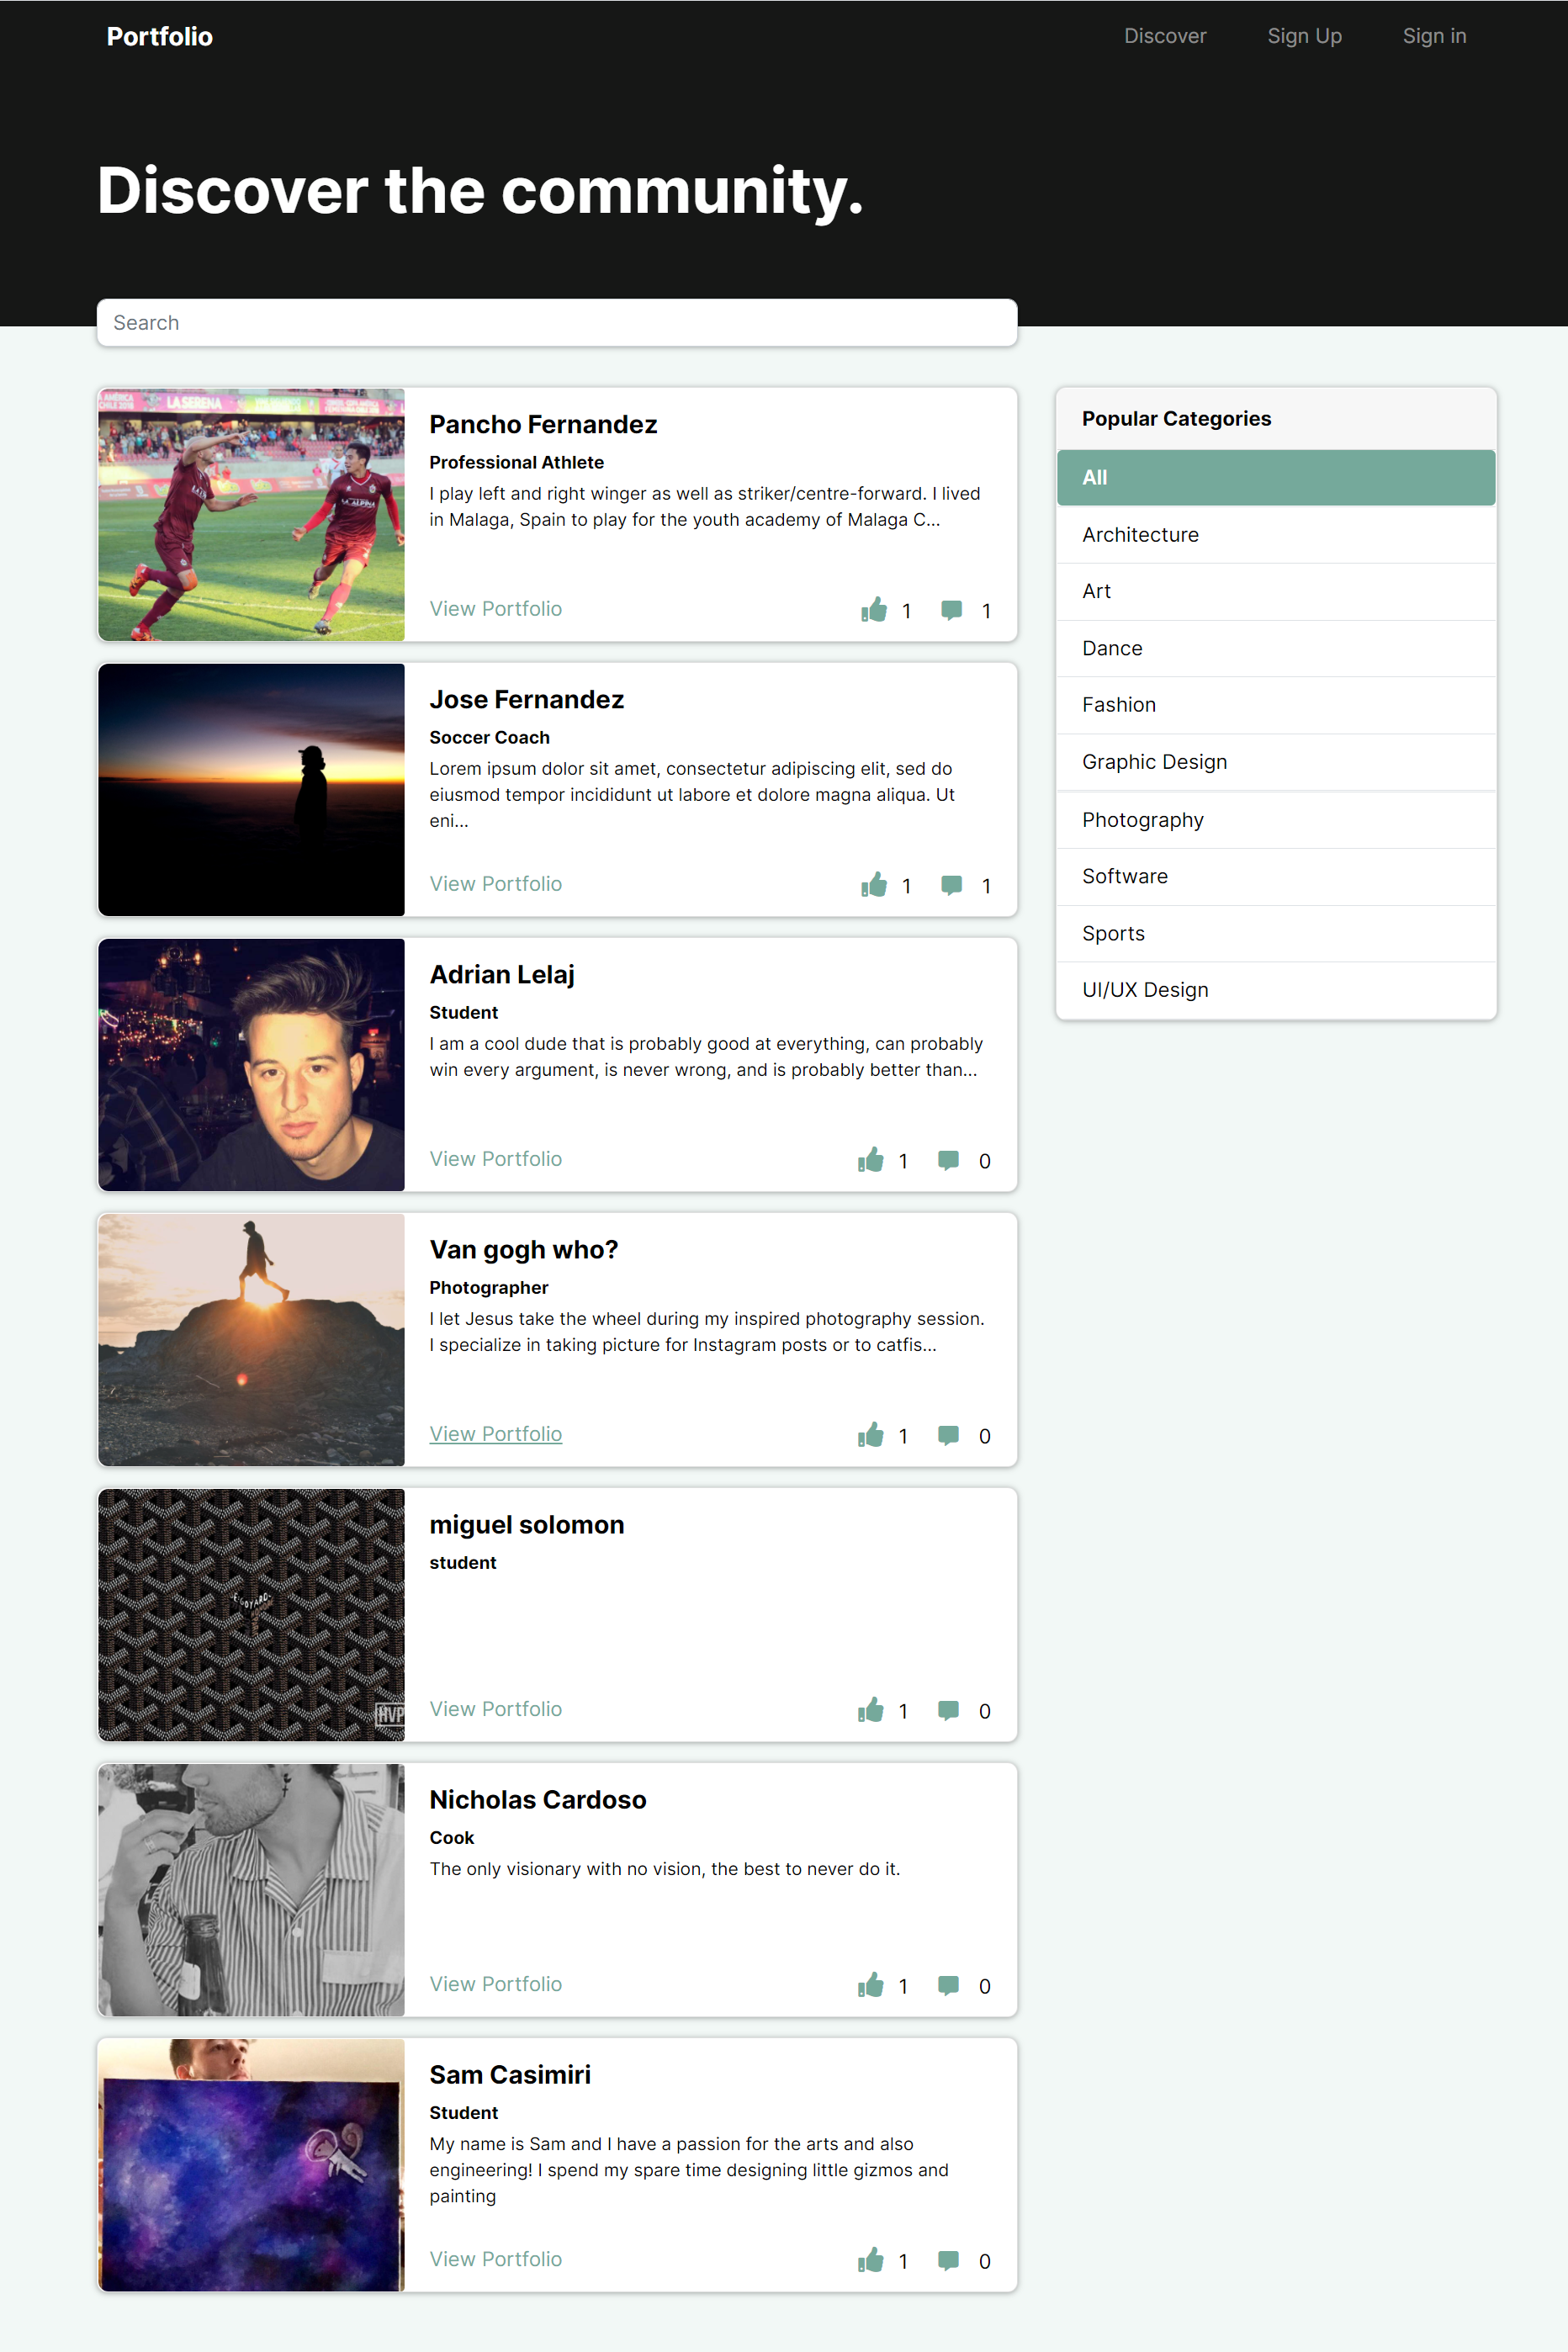 Portfolio
Discover
Sign Up
Sign in
Discover the community.
Search
LA SERENA
Pancho Fernandez
Professional Athlete
I play left and right winger as well as striker/centre-forward. I lived
in Malaga, Spain to play for the youth academy of Malaga C...
View Portfolio
1
1
Jose Fernandez
Soccer Coach
Lorem ipsum dolor sit amet, consectetur adipiscing elit, sed do
eiusmod tempor incididunt ut labore et dolore magna aliqua. Ut
eni...
View Portfolio
1
1
Adrian Lelaj
Student
I am a cool dude that is probably good at everything, can probably
win every argument, is never wrong, and is probably better than...
View Portfolio
1
0
Van gogh who?
Photographer
I let Jesus take the wheel during my inspired photography session.
I specialize in taking picture for Instagram posts or to catfis...
View Portfolio
1
0
miguel solomon
student
HVP
View Portfolio
1
0
Nicholas Cardoso
Cook
The only visionary with no vision, the best to never do it.
View Portfolio
1
0
Sam Casimiri
Student
My name is Sam and I have a passion for the arts and also
engineering! I spend my spare time designing little gizmos and
painting
View Portfolio
1
0
Popular Categories
All
Architecture
Art
Dance
Fashion
Graphic Design
Photography
Software
Sports
UI/UX Design